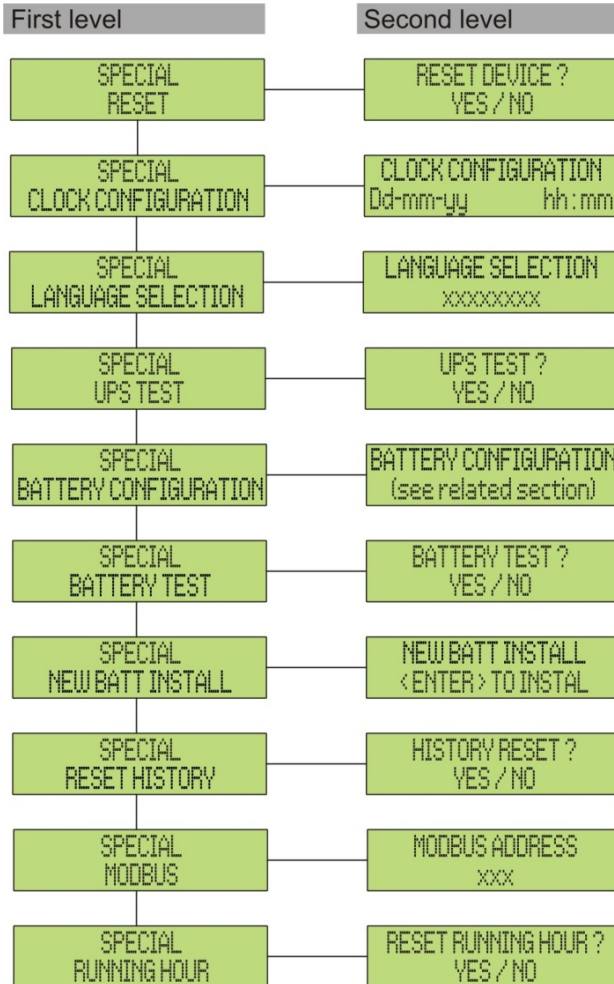 First level
Second level
SPECIAL
RESET
RESET DEVICE ?
YES / NO
SPECIAL
CLOCK CONFIGURATION
CLOCK CONFIGURATION
Dd-mm-yy hh:mm
SPECIAL
LANGUAGE SELECTION
LANGUAGE SELECTION
xxxxxxxx
SPECIAL
UPS TEST
UPS TEST ?
YES / NO
SPECIAL
BATTERY CONFIGURATION
BATTERY CONFIGURATION
(see related section)
SPECIAL
BATTERY TEST
BATTERY TEST ?
YES / NO
SPECIAL
NEW BATT INSTALL
NEW BATT INSTALL
<ENTER> TO INSTAL
SPECIAL
RESET HISTORY
HISTORY RESET ?
YES / NO
SPECIAL
MODBUS
MODBUS ADDRESS
xxx
SPECIAL
RUNNING HOUR
RESET RUNNING HOUR ?
YES / NO